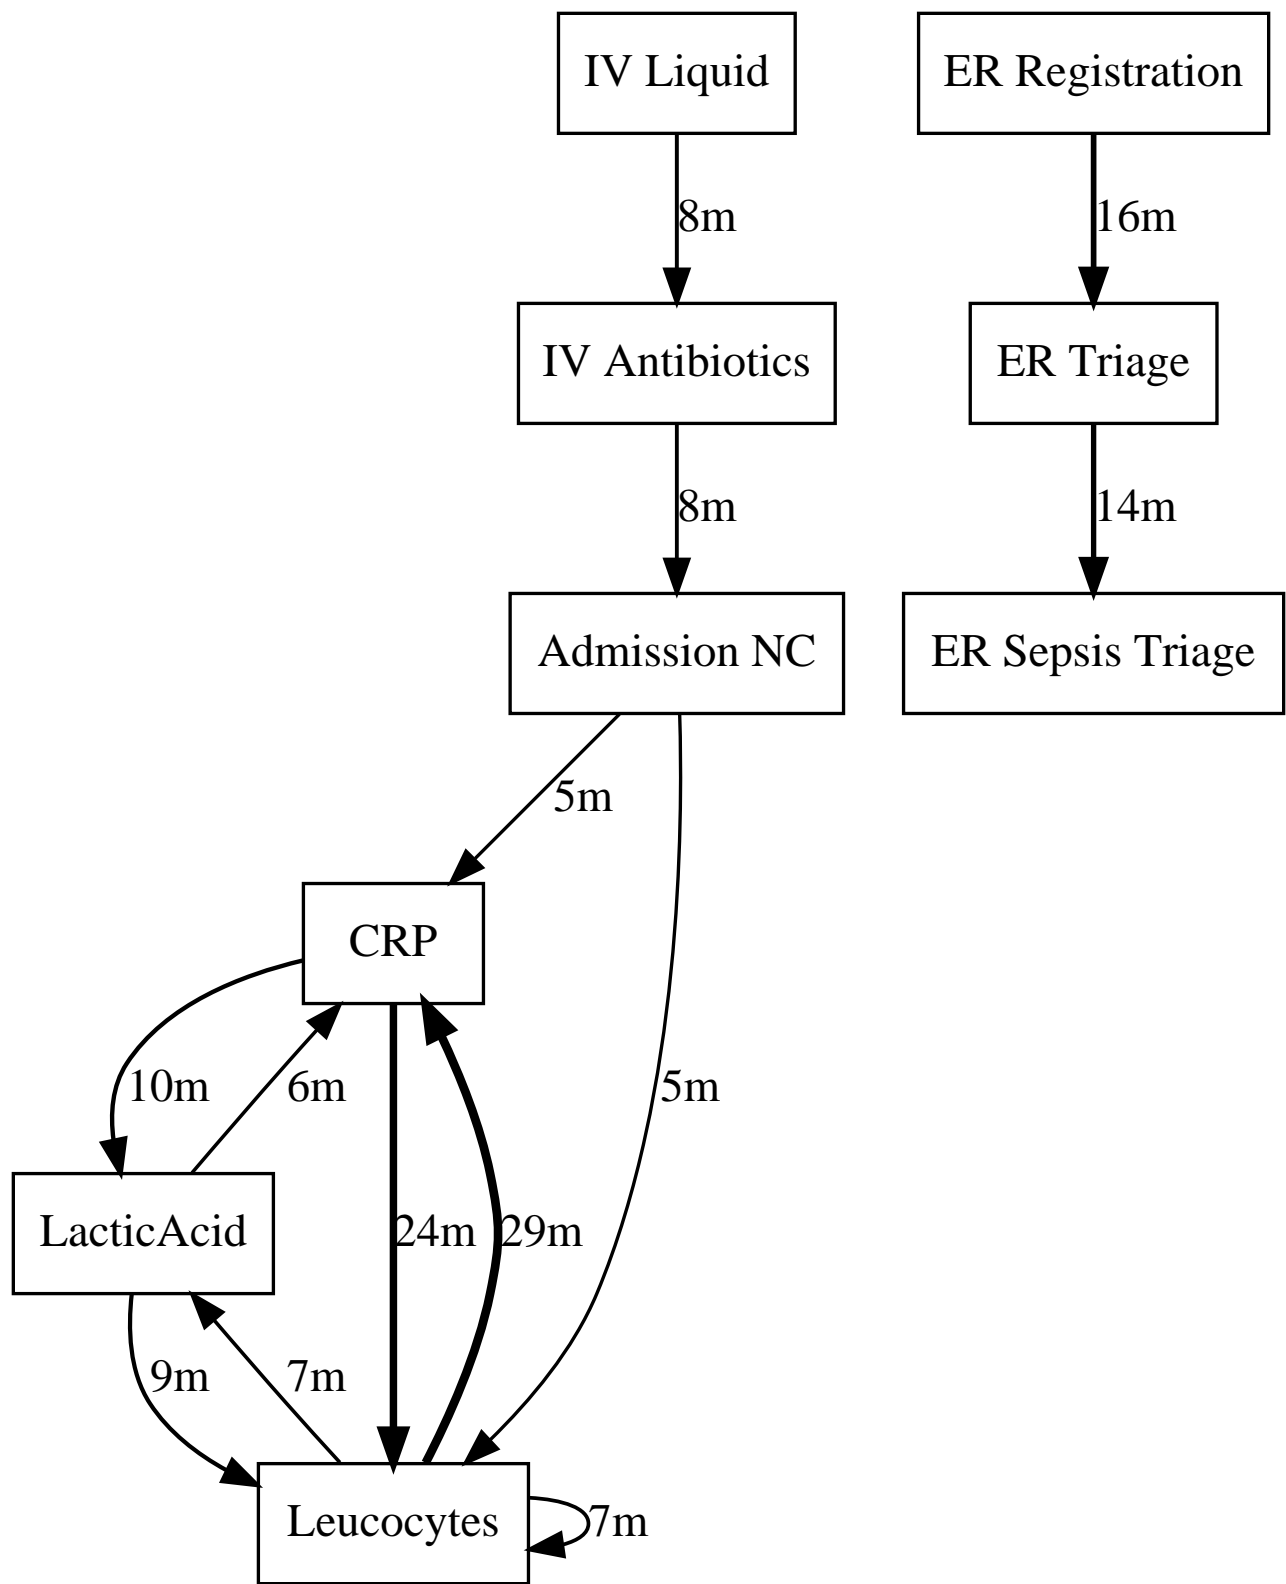 IV Liquid
ER Registration
8m
16m
IV Antibiotics
ER Triage
8m
14m
Admission NC
ER Sepsis Triage
5m
CRP
10m
6m
5m
LacticAcid
24m
29m
9m
7m
Leucocytes
7m